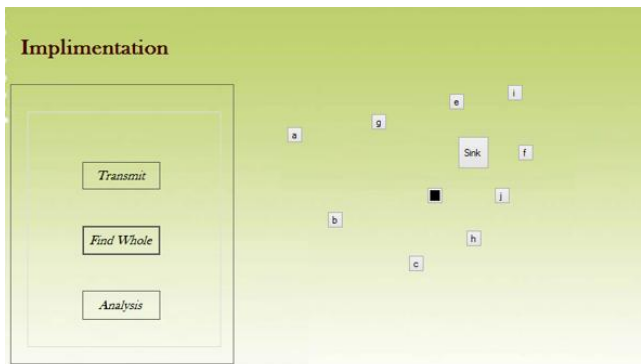 Implimentation
i
e
g
a
Sink
f
Transmit
j
b
Find Whole
h
c
Analysis